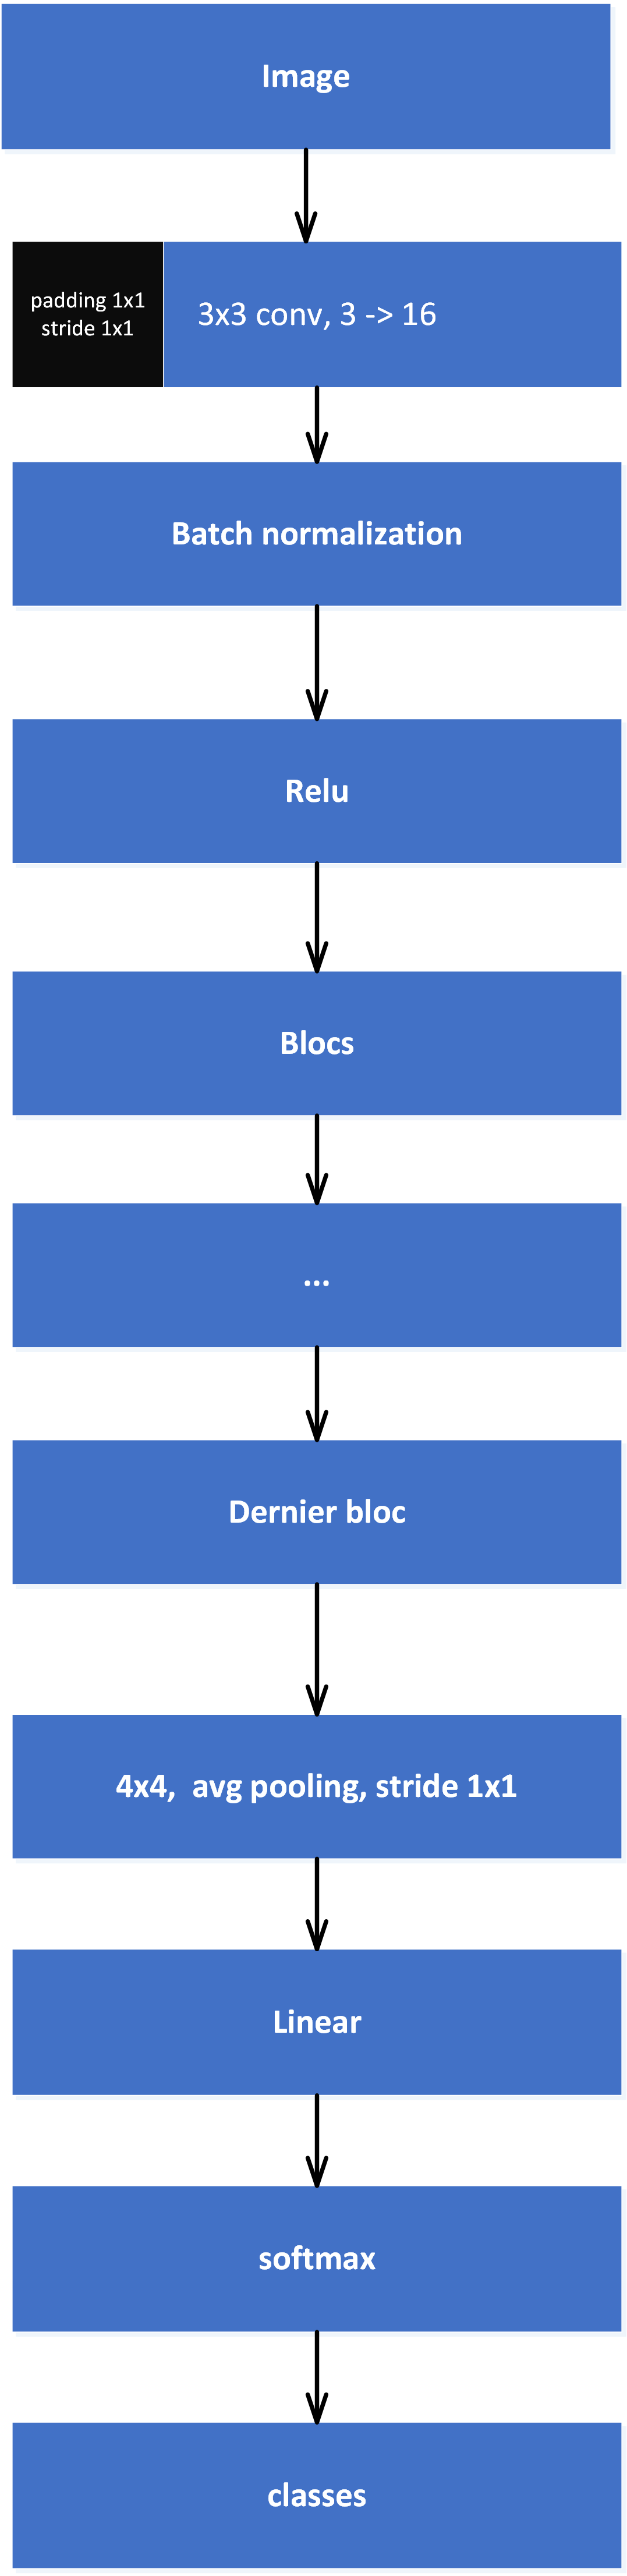 Image
padding 1x1
stride 1x1
3x3 conv, 3 -> 16
Batch normalization
Relu
Blocs
...
Dernier bloc
4x4,  avg pooling, stride 1x1
Linear
softmax
classes